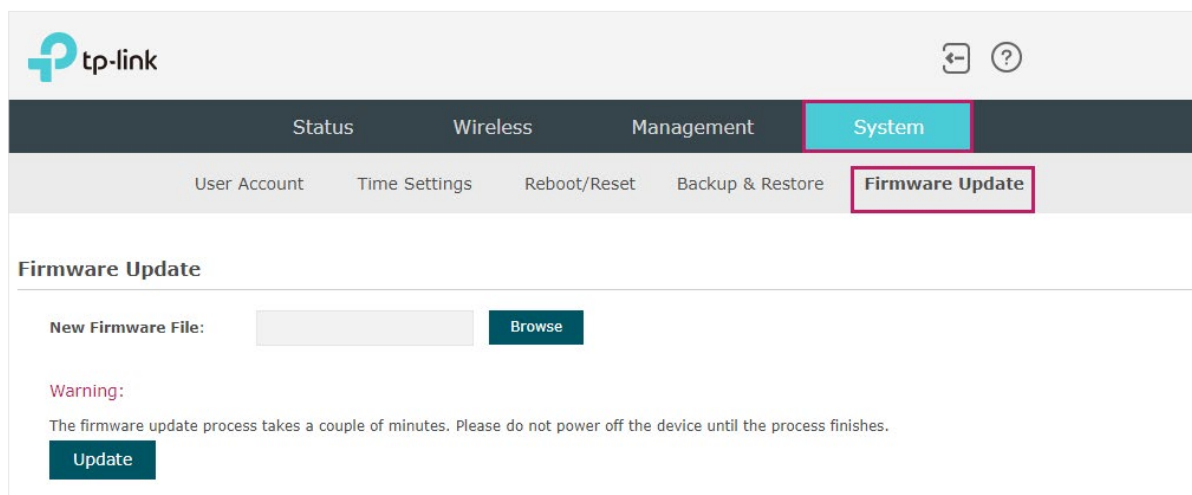 tp-link
?
Status Wireless Management System
User Account Time Settings Reboot/Reset Backup & Restore Firmware Update
Firmware Update
New Firmware File: Browse
Warning:
The firmware update process takes a couple of minutes. Please do not power off the device until the process finishes.
Update